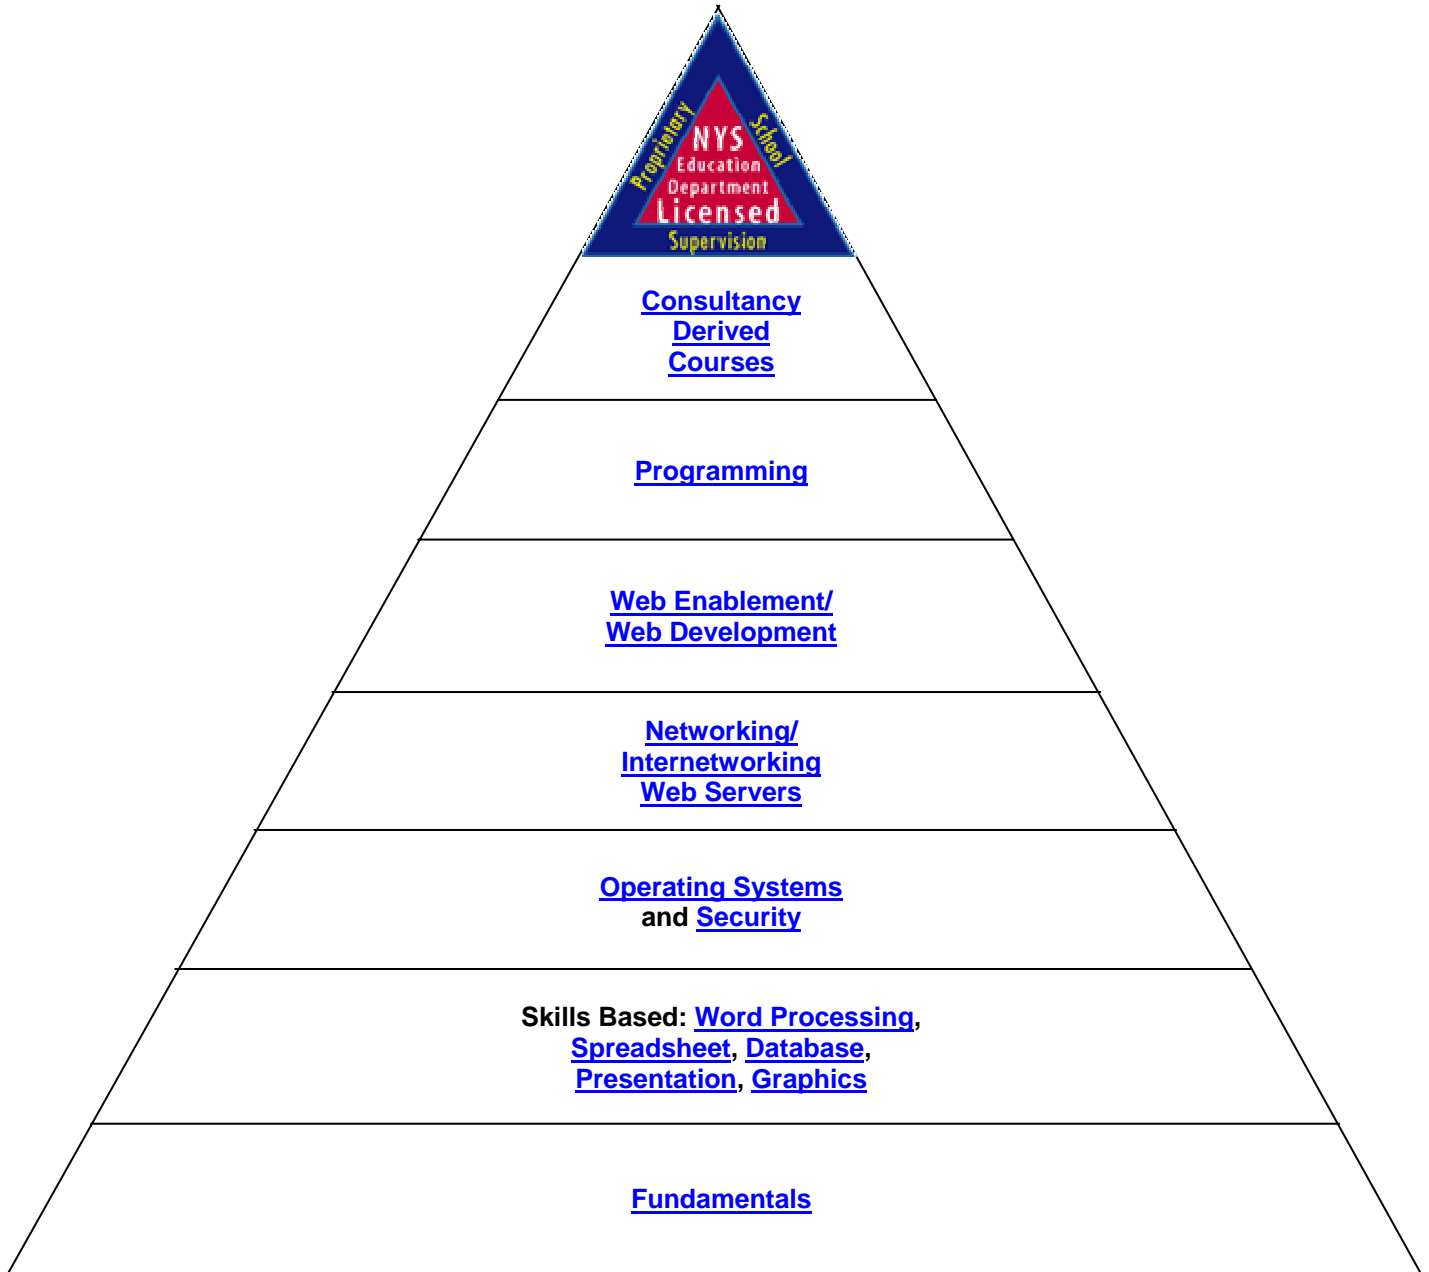 Proprietary
School
NYS
Education
Department
Licensed
Supervision
Consultancy
Derived
Courses
Programming
Web Enablement/
Web Development
Networking/
Internetworking
Web Servers
Operating Systems
and Security
Skills Based: Word Processing,
Spreadsheet, Database,
Presentation, Graphics
Fundamentals